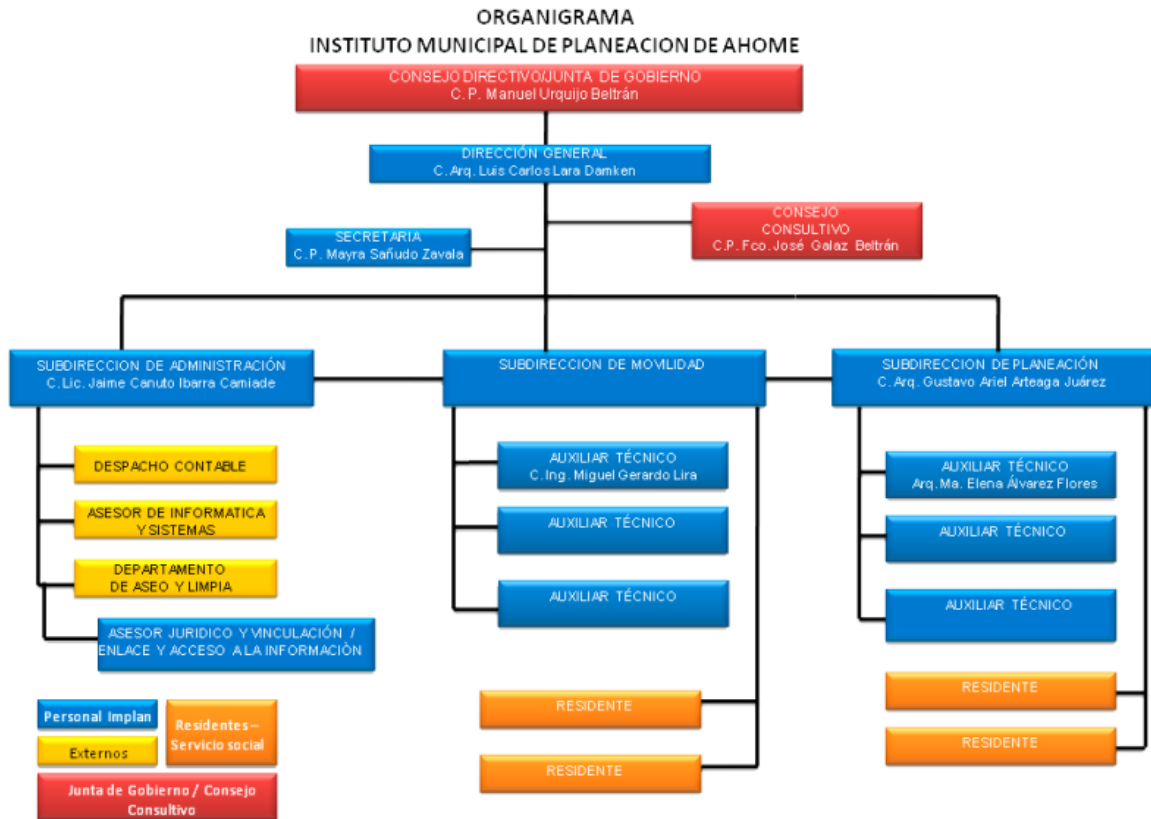 ORGANIGRAMA
INSTITUTO MUNICIPAL DE PLANEACION DE AHOME
CONSEJO DIRECTIVO/JUNTA DE GOBIERNO
C.P. Manuel Urquijo Beltrán
DIRECCIÓN GENERAL
C. Arq. Luis Carlos Lara Damken
CONSEJO
CONSULTIVO
C.P. Fco. José Galaz Beltrán
SECRETARIA
C.P. Mayra Sañudo Zavala
SUBDIRECCION DE ADMINISTRACIÓN
C. Lic. Jaime Canuto Ibarra Camiade
SUBDIRECCION DE MOVILIDAD
SUBDIRECCION DE PLANEACIÓN
C. Arq. Gustavo Ariel Arteaga Juárez
DESPACHO CONTABLE
ASESOR DE INFORMATICA
Y SISTEMAS
DEPARTAMENTO
DE ASEO Y LIMPIA
ASESOR JURIDICO Y VINCULACIÓN /
ENLACE Y ACCESO A LA INFORMACIÒN
AUXILIAR TÉCNICO
C. Ing. Miguel Gerardo Lira
AUXILIAR TÉCNICO
AUXILIAR TÉCNICO
RESIDENTE
RESIDENTE
AUXILIAR TÉCNICO
Arq. Ma. Elena Álvarez Flores
AUXILIAR TÉCNICO
AUXILIAR TÉCNICO
RESIDENTE
RESIDENTE
Personal Implan
Externos
Residentes –
Servicio social
Junta de Gobierno / Consejo
Consultivo